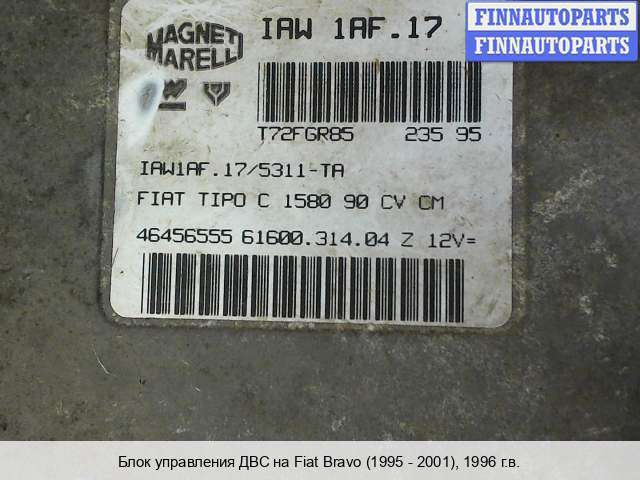 MAGNETI
MARELLI
IAW 1AF.17
FINNAUTOPARTS
FINNAUTOPARTS
T72FGR85 235 95
IAW1AF.17/5311-TA
FIAT TIPO C 1580 90 CV CM
46456555 61600.314.04 Z 12V=
Блок управления ДВС на Fiat Bravo (1995 - 2001), 1996 г.в.